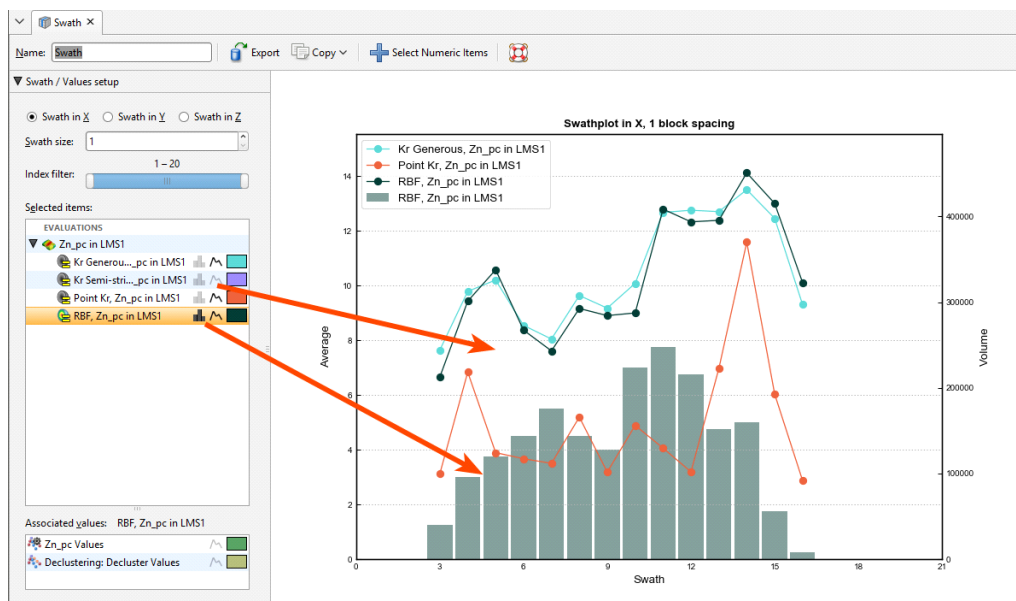 Swath
Name: Swath Export Copy Select Numeric Items
Swath / Values setup
Swath in X Swath in Y Swath in Z
Swath size: 1
1 – 20
Index filter:
Selected items:
EVALUATIONS
Zn_pc in LMS1
Kr Generou..._pc in LMS1
Kr Semi-stri..._pc in LMS1
Point Kr, Zn_pc in LMS1
RBF, Zn_pc in LMS1
Associated values: RBF, Zn_pc in LMS1
Zn_pc Values
Declustering: Decluster Values
Swathplot in X, 1 block spacing
Kr Generous, Zn_pc in LMS1
Point Kr, Zn_pc in LMS1
RBF, Zn_pc in LMS1
RBF, Zn_pc in LMS1
Average
14
12
10
8
6
4
2
0
Volume
400000
300000
200000
100000
0
0 3 6 9 12 15 18 21
Swath